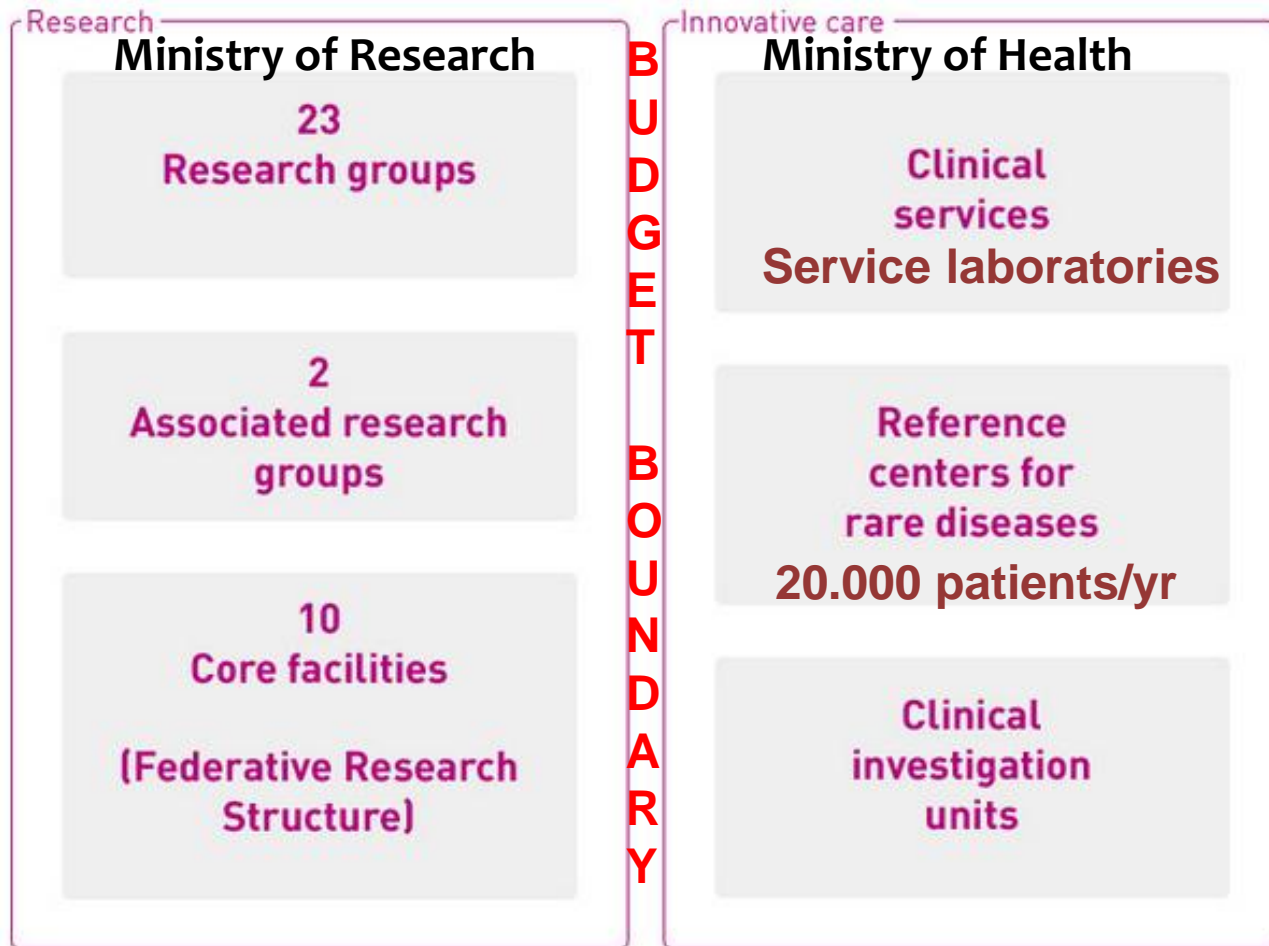 Research
Ministry of Research
23
Research groups
2
Associated research
groups
10
Core facilities
(Federative Research
Structure)
BUDGET BOUNDARY
Innovative care
Ministry of Health
Clinical
services
Service laboratories
Reference
centers for
rare diseases
20.000 patients/yr
Clinical
investigation
units